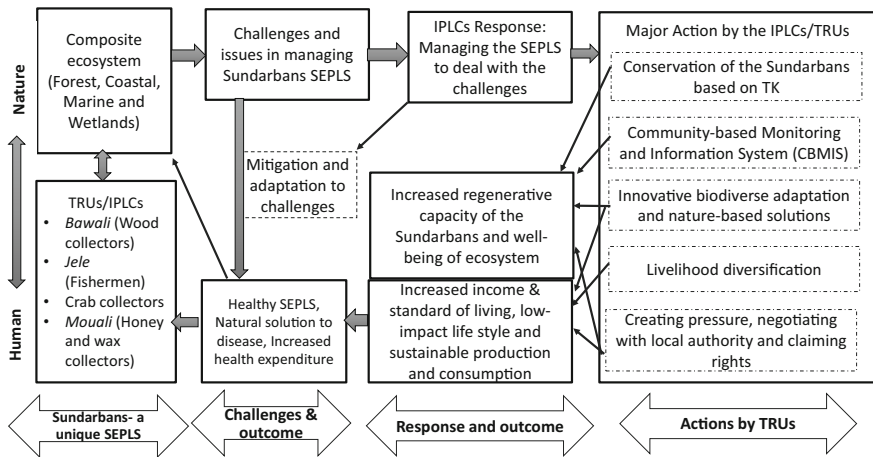 Nature
Human
Composite
ecosystem
(Forest, Coastal,
Marine and
Wetlands)
TRUs/IPLCs
• Bawali (Wood
collectors)
• Jele
(Fishermen)
• Crab collectors
• Mouali (Honey
and wax
collectors)
Sundarbans- a
unique SEPLS
Challenges and
issues in managing
Sundarbans SEPLS
Mitigation and
adaptation to
challenges
Healthy SEPLS,
Natural solution to
disease, Increased
health expenditure
Challenges &
outcome
IPLCs Response:
Managing the SEPLS
to deal with the
challenges
Increased regenerative
capacity of the
Sundarbans and well-
being of ecosystem
Increased income &
standard of living, low-
impact life style and
sustainable production
and consumption
Response and outcome
Major Action by the IPLCs/TRUs
Conservation of the Sundarbans
based on TK
Community-based Monitoring
and Information System (CBMIS)
Innovative biodiverse adaptation
and nature-based solutions
Livelihood diversification
Creating pressure, negotiating
with local authority and claiming
rights
Actions by TRUs